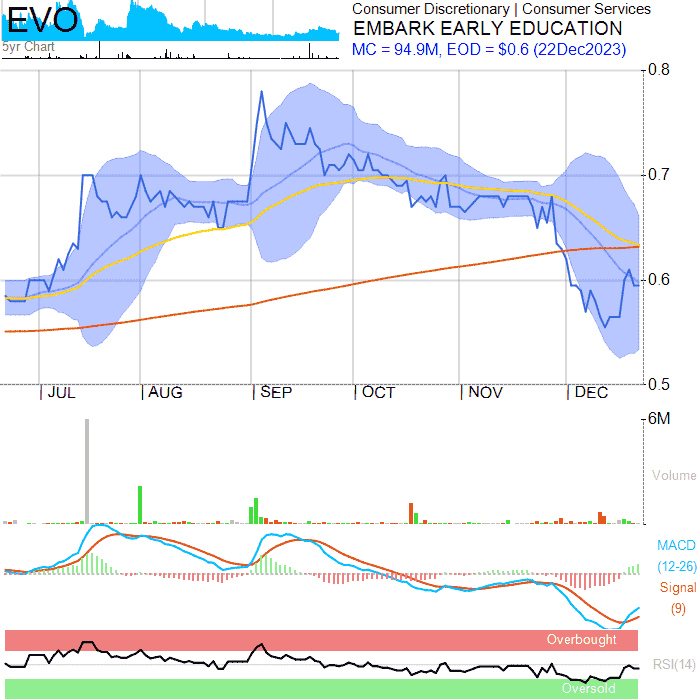 EVO
5yr Chart
Consumer Discretionary | Consumer Services
EMBARK EARLY EDUCATION
MC = 94.9M, EOD = $0.6 (22Dec2023)
0.8
0.7
0.6
0.5
JUL
AUG
SEP
OCT
NOV
DEC
6M
Volume
MACD
(12-26)
Signal
(9)
Overbought
RSI(14)
Oversold